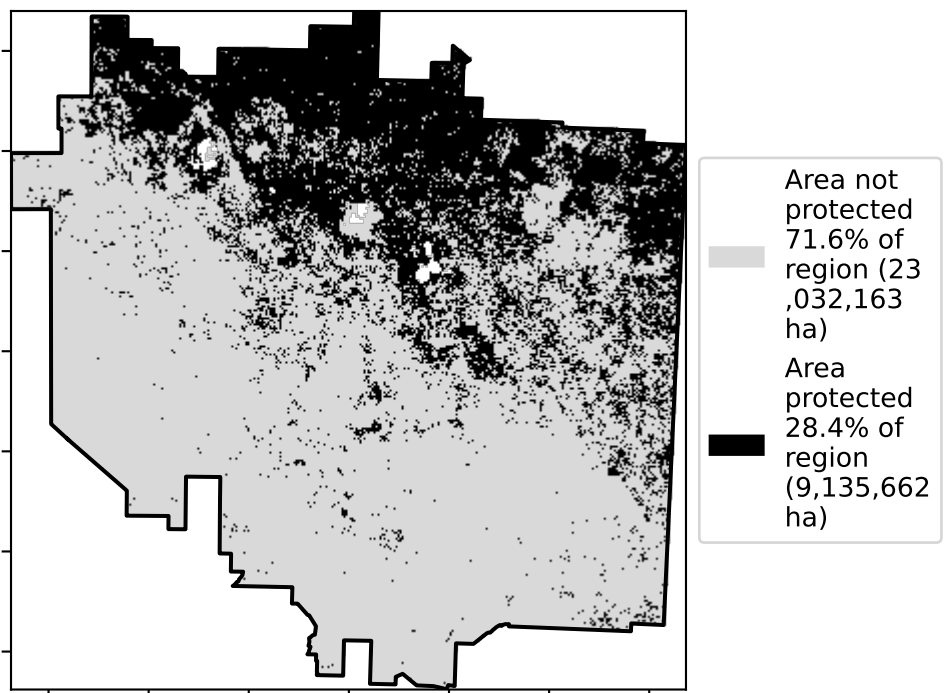 Area not
protected
71.6% of
region (23
,032,163
ha)
Area
protected
28.4% of
region
(9,135,662
ha)